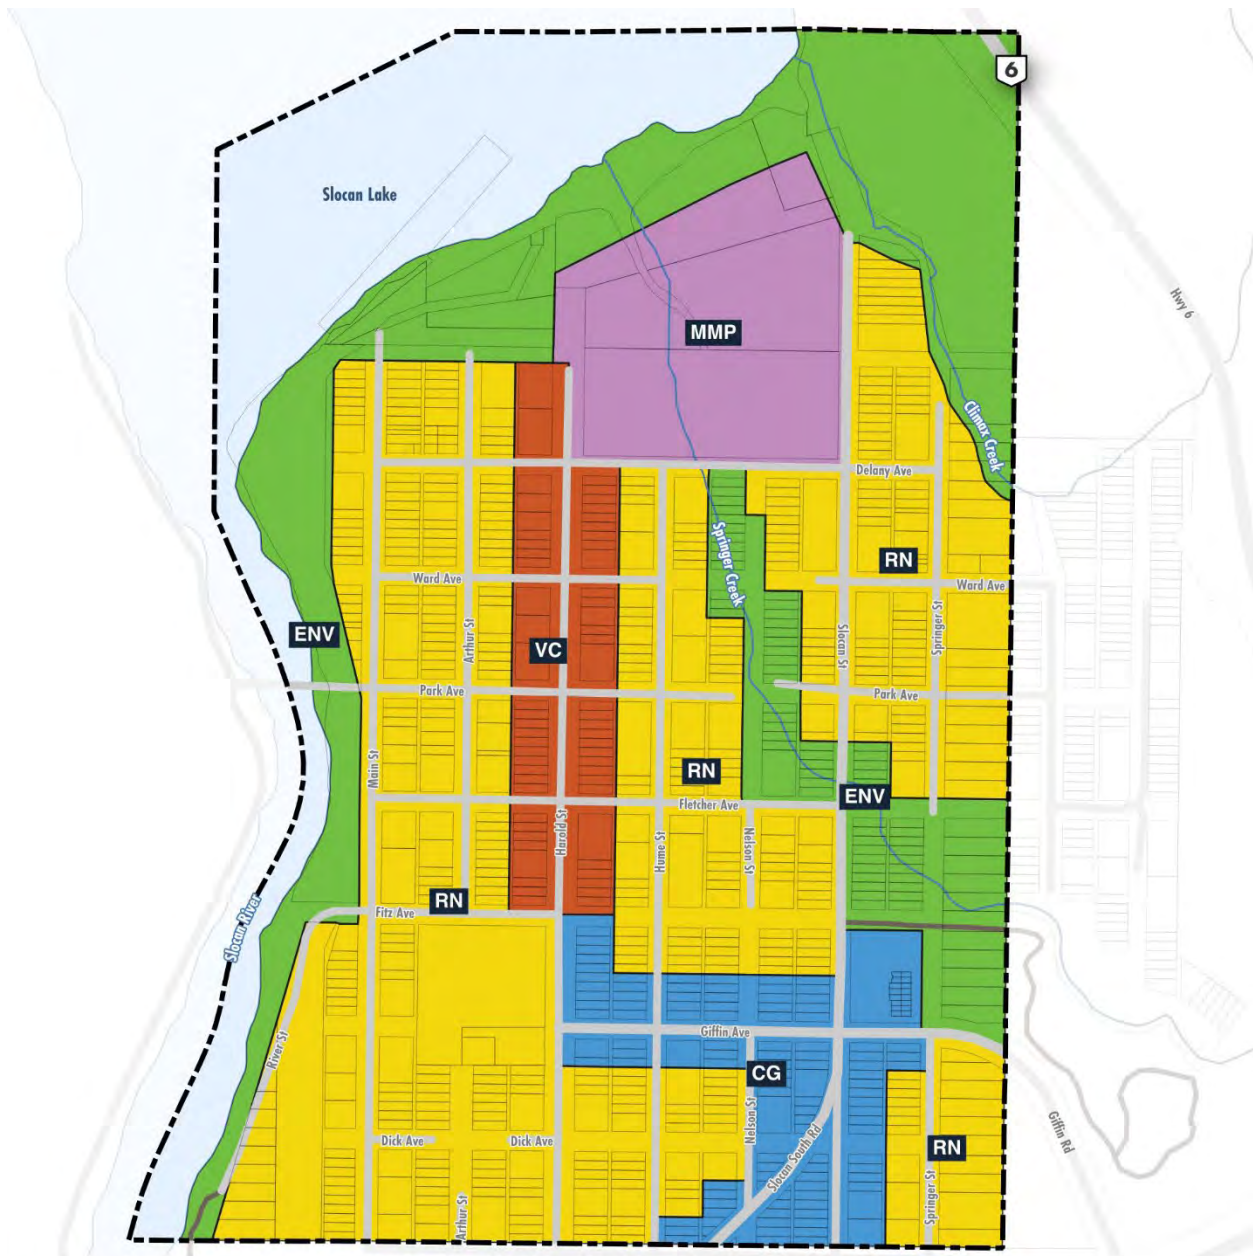 6
Slocan Lake
Hwy 6
MMP
Climax Creek
Delany Ave
Springer Creek
RN
Ward Ave
Ward Ave
ENV
Arthur St
VC
Slocan St
Springer St
Park Ave
Park Ave
Main St
RN
ENV
Fletcher Ave
Harold St
Hume St
Nelson St
RN
Fitz Ave
Slocan River
Giffin Ave
River St
CG
Nelson St
Giffin Rd
Dick Ave
Dick Ave
Slocan South Rd
RN
Arthur St
Springer St